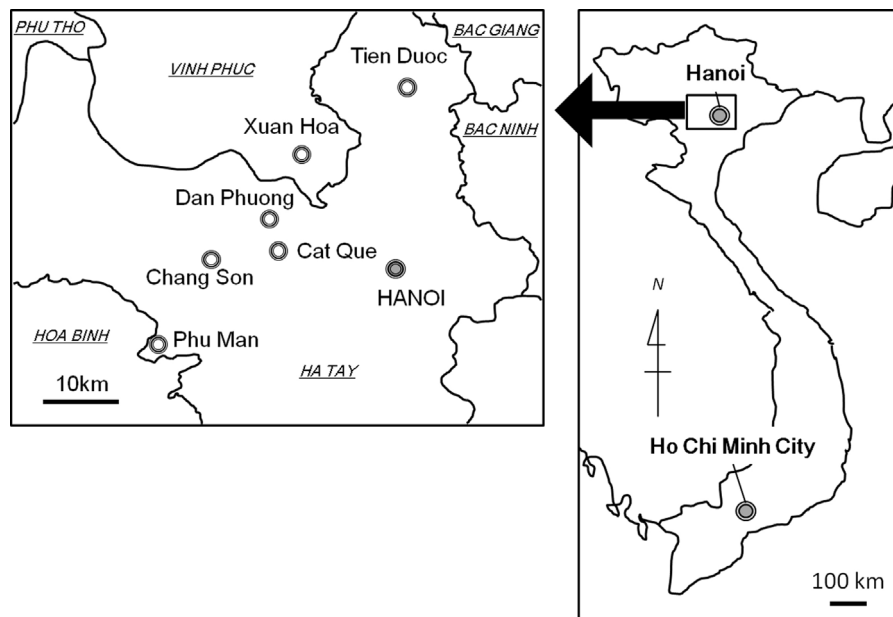 PHU THO
BAC GIANG
VINH PHUC
Tien Duoc
Xuan Hoa
BAC NINH
Dan Phuong
Cat Que
Chang Son
HANOI
HOA BINH
Phu Man
HA TAY
10km
Hanoi
N
Ho Chi Minh City
100 km